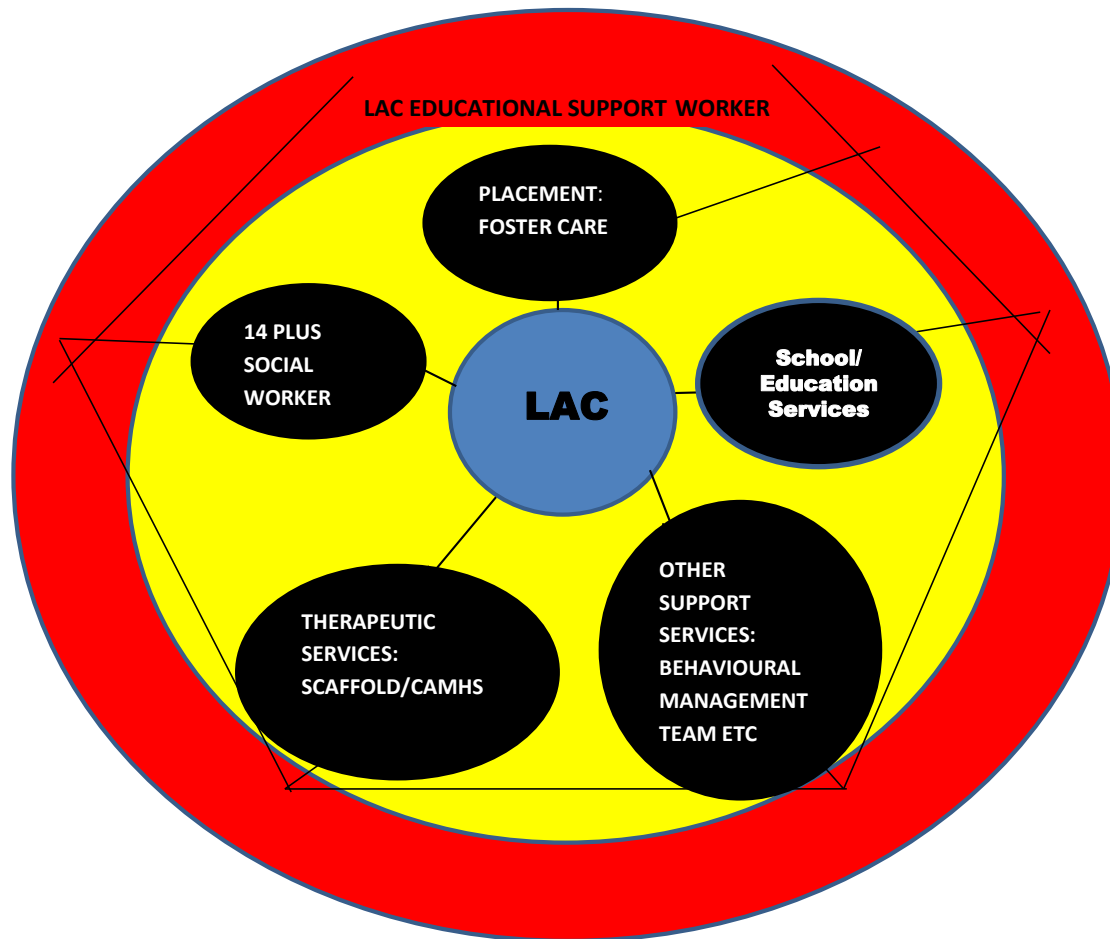 LAC EDUCATIONAL SUPPORT WORKER
PLACEMENT:
FOSTER CARE
14 PLUS
SOCIAL
WORKER
LAC
School/
Education
Services
THERAPEUTIC
SERVICES:
SCAFFOLD/CAMHS
OTHER
SUPPORT
SERVICES:
BEHAVIOURAL
MANAGEMENT
TEAM ETC